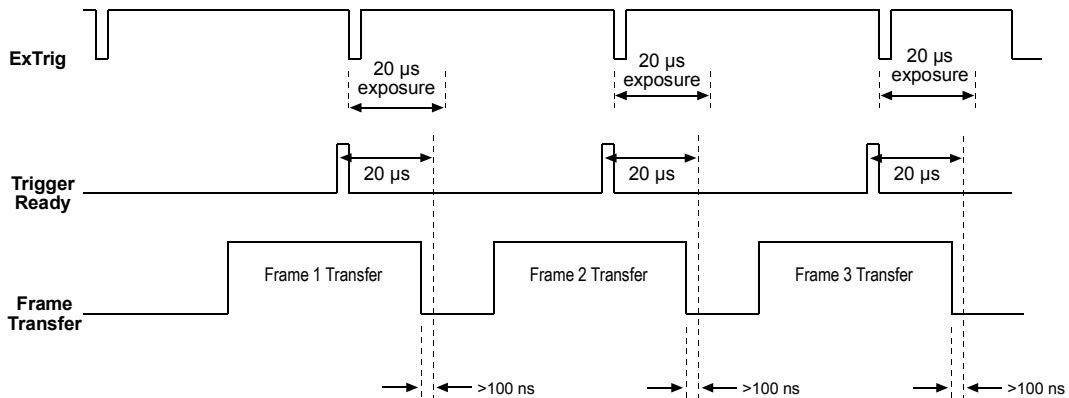 ExTrig
20 µs
exposure
20 µs
exposure
20 µs
exposure
Trigger
Ready
20 µs
20 µs
20 µs
Frame
Transfer
Frame 1 Transfer
Frame 2 Transfer
Frame 3 Transfer
>100 ns
>100 ns
>100 ns